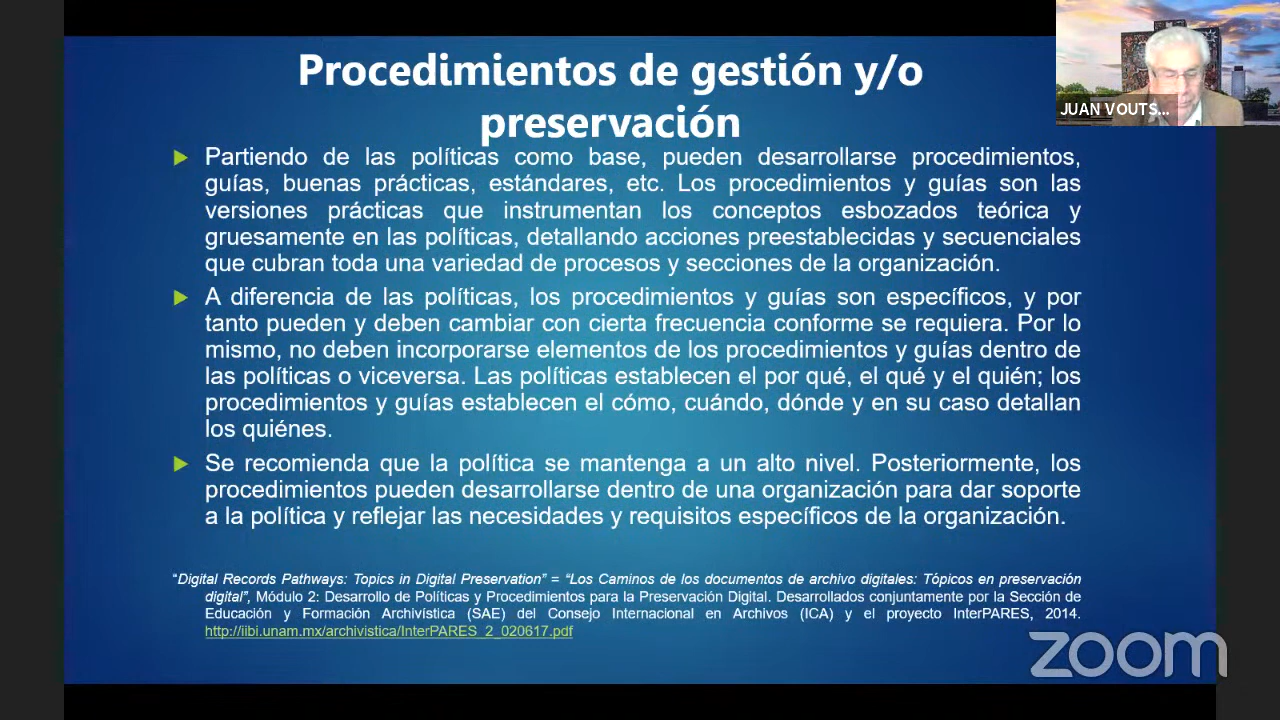 Procedimientos de gestión y/o
preservación
JUAN VOUTS...
Partiendo de las políticas como base, pueden desarrollarse procedimientos,
guías, buenas prácticas, estándares, etc. Los procedimientos y guías son las
versiones prácticas que instrumentan los conceptos esbozados teórica y
gruesamente en las políticas, detallando acciones preestablecidas y secuenciales
que cubran toda una variedad de procesos y secciones de la organización.
A diferencia de las políticas, los procedimientos y guías son específicos, y por
tanto pueden y deben cambiar con cierta frecuencia conforme se requiera. Por lo
mismo, no deben incorporarse elementos de los procedimientos y guías dentro de
las políticas o viceversa. Las políticas establecen el por qué, el qué y el quién; los
procedimientos y guías establecen el cómo, cuándo, dónde y en su caso detallan
los quiénes.
Se recomienda que la política se mantenga a un alto nivel. Posteriormente, los
procedimientos pueden desarrollarse dentro de una organización para dar soporte
a la política y reflejar las necesidades y requisitos específicos de la organización.
“Digital Records Pathways: Topics in Digital Preservation” = “Los Caminos de los documentos de archivo digitales: Tópicos en preservación
digital”, Módulo 2: Desarrollo de Políticas y Procedimientos para la Preservación Digital. Desarrollados conjuntamente por la Sección de
Educación y Formación Archivística (SAE) del Consejo Internacional en Archivos (ICA) y el proyecto InterPARES, 2014.
http://iibi.unam.mx/archivistica/InterPARES_2_020617.pdf
zoom